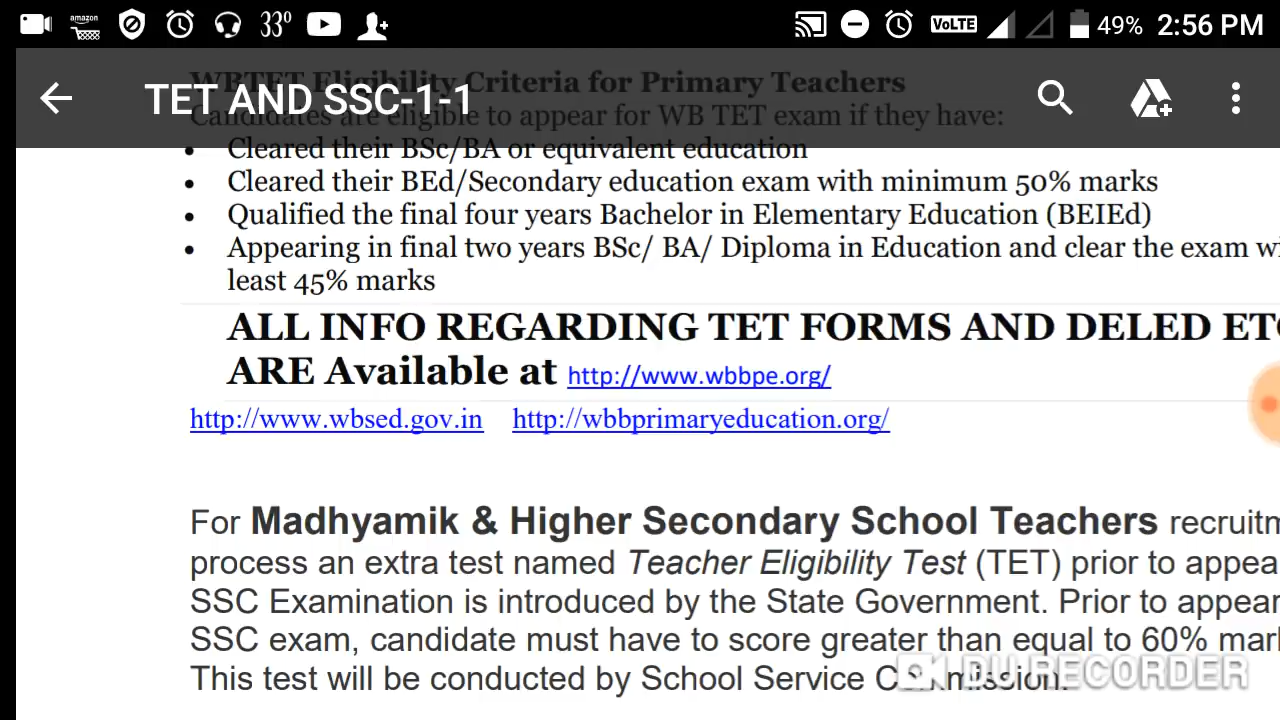 amazon 33° VoLTE 49% 2:56 PM
TET AND SSC-1-1
WBTET Eligibility Criteria for Primary Teachers
Candidates are eligible to appear for WB TET exam if they have:
• Cleared their BSc/BA or equivalent education
• Cleared their BEd/Secondary education exam with minimum 50% marks
• Qualified the final four years Bachelor in Elementary Education (BEIEd)
• Appearing in final two years BSc/ BA/ Diploma in Education and clear the exam wi
least 45% marks
ALL INFO REGARDING TET FORMS AND DELED ETC
ARE Available at http://www.wbbpe.org/
http://www.wbsed.gov.in http://wbbprimaryeducation.org/
For Madhyamik & Higher Secondary School Teachers recruitm
process an extra test named Teacher Eligibility Test (TET) prior to appea
SSC Examination is introduced by the State Government. Prior to appear
SSC exam, candidate must have to score greater than equal to 60% mark
This test will be conducted by School Service Commission.
DU RECORDER